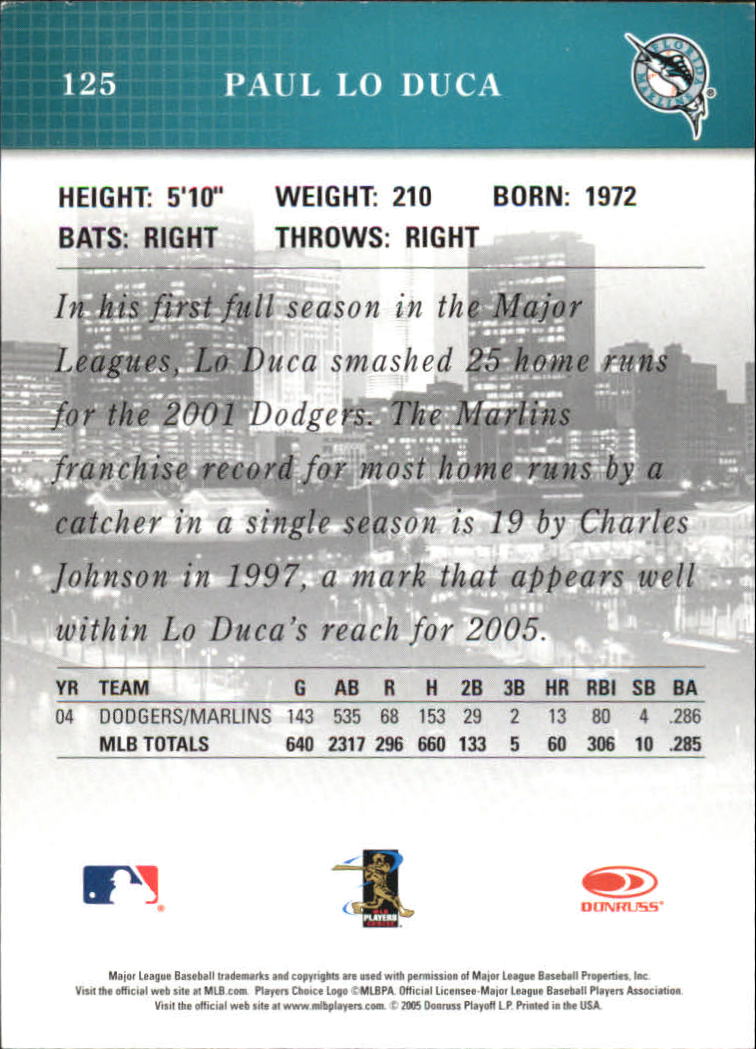 125 PAUL LO DUCA
FLORIDA MARLINS
HEIGHT: 5'10" WEIGHT: 210 BORN: 1972
BATS: RIGHT THROWS: RIGHT
In his first full season in the Major
Leagues, Lo Duca smashed 25 home runs
for the 2001 Dodgers. The Marlins
franchise record for most home runs by a
catcher in a single season is 19 by Charles
Johnson in 1997, a mark that appears well
within Lo Duca's reach for 2005.
YR TEAM G AB R H 2B 3B HR RBI SB BA
04 DODGERS/MARLINS 143 535 68 153 29 2 13 80 4 .286
MLB TOTALS 640 2317 296 660 133 5 60 306 10 .285
MLB
PLAYERS
CHOICE
DONRUSS
Major League Baseball trademarks and copyrights are used with permission of Major League Baseball Properties, Inc.
Visit the official web site at MLB.com. Players Choice Logo ©MLBPA. Official Licensee-Major League Baseball Players Association.
Visit the official web site at www.mlbplayers.com. © 2005 Donruss Playoff L.P. Printed in the USA.